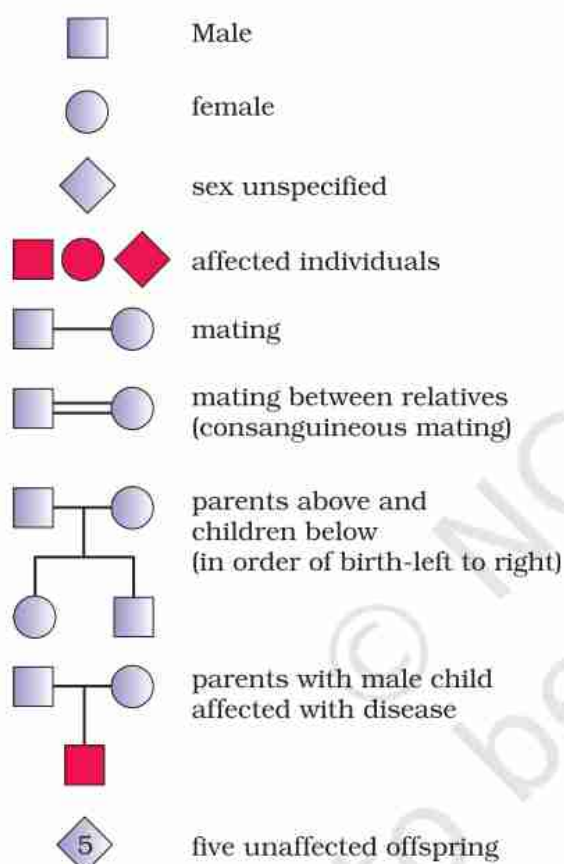 Male
female
sex unspecified
affected individuals
mating
mating between relatives
(consanguineous mating)
parents above and
children below
(in order of birth-left to right)
parents with male child
affected with disease
5 five unaffected offspring